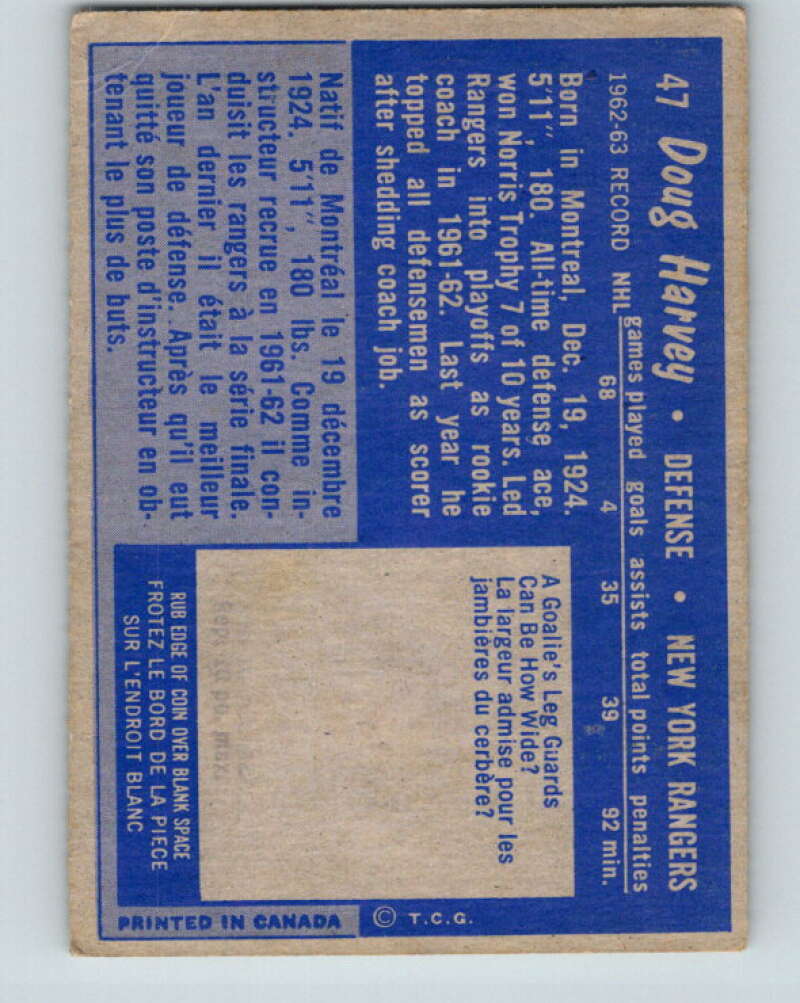 47 Doug Harvey • DEFENSE • NEW YORK RANGERS
1962-63 RECORD NHL games played goals assists total points penalties
68 4 35 39 92 min.
Born in Montreal, Dec. 19, 1924.
5'11", 180. All-time defense ace,
won Norris Trophy 7 of 10 years. Led
Rangers into playoffs as rookie
coach in 1961-62. Last year he
topped all defensemen as scorer
after shedding coach job.
Natif de Montréal le 19 décembre
1924. 5'11", 180 lbs. Comme in-
structeur recrue en 1961-62 il con-
duisit les rangers à la série finale.
L'an dernier il était le meilleur
joueur de défense. Après qu'il eut
quitté son poste d'instructeur en ob-
tenant le plus de buts.
A Goalie's Leg Guards
Can Be How Wide?
La largeur admise pour les
jambières du cerbère?
Rép-10 po. max.
RUB EDGE OF COIN OVER BLANK SPACE
FROTEZ LE BORD DE LA PIECE
SUR L'ENDROIT BLANC
PRINTED IN CANADA
© T.C.G.